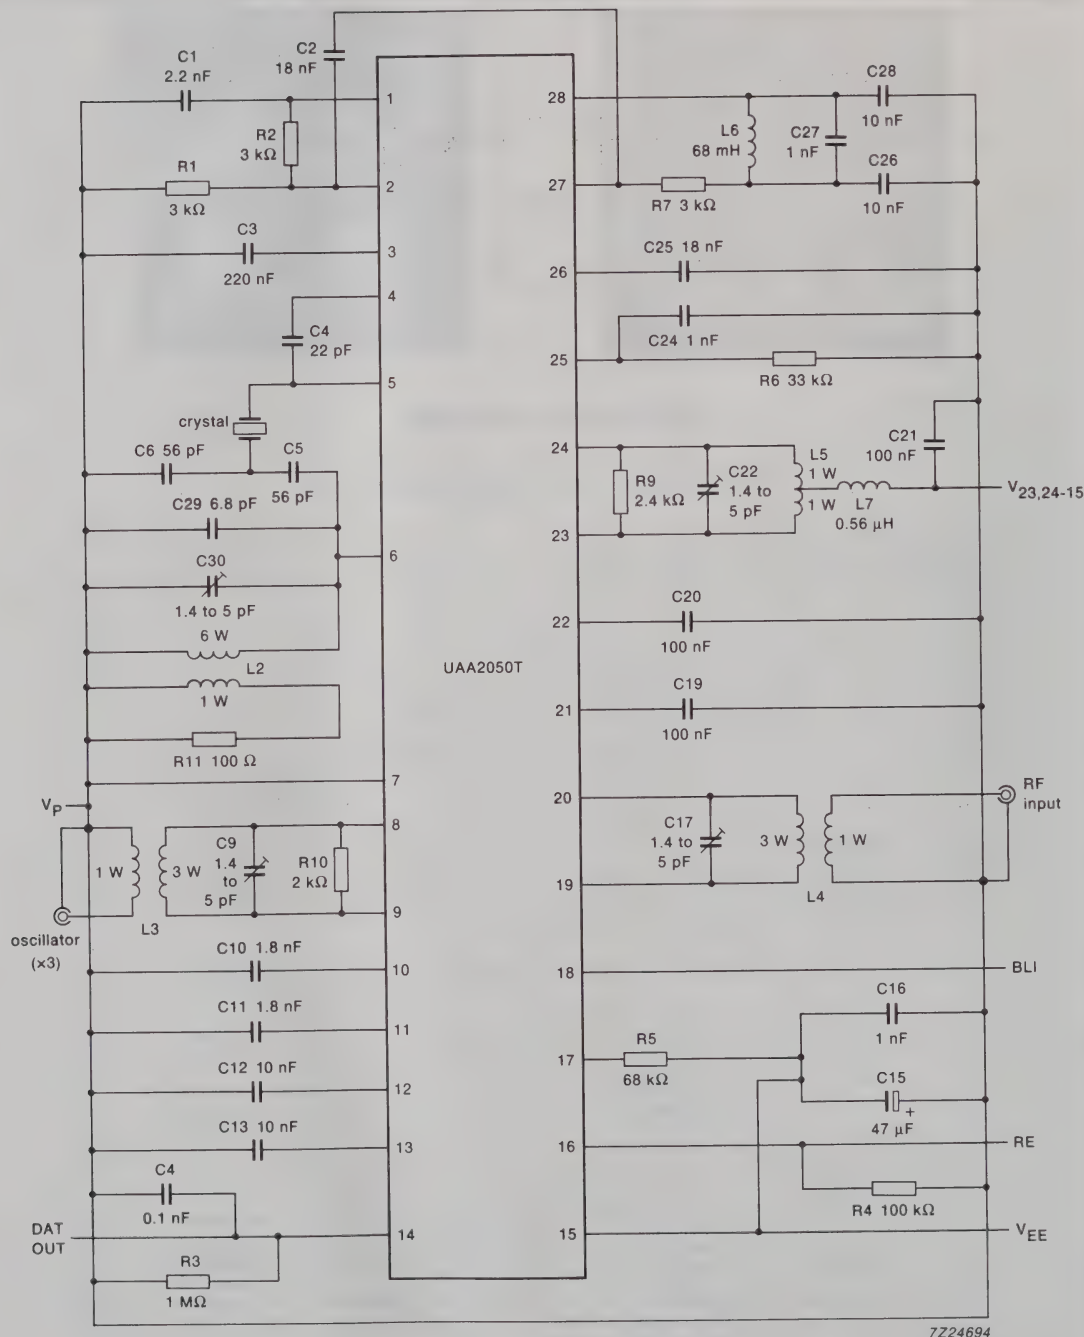 C1
2.2 nF
C2
18 nF
R2
3 kΩ
R1
3 kΩ
C3
220 nF
C4
22 pF
crystal
C6 56 pF
C5
56 pF
C29 6.8 pF
C30
1.4 to 5 pF
6 W
L2
1 W
R11 100 Ω
VP
1 W
3 W
L3
C9
1.4
to
5 pF
R10
2 kΩ
oscillator
(x3)
C10 1.8 nF
C11 1.8 nF
C12 10 nF
C13 10 nF
C4
0.1 nF
DAT
OUT
R3
1 MΩ
1
2
3
4
5
6
7
8
9
10
11
12
13
14
UAA2050T
28
27
26
25
24
23
22
21
20
19
18
17
16
15
L6
68 mH
C27
1 nF
C28
10 nF
C26
10 nF
R7 3 kΩ
C25 18 nF
C24 1 nF
R6 33 kΩ
R9
2.4 kΩ
C22
1.4 to
5 pF
L5
1 W
1 W
L7
0.56 µH
C21
100 nF
V23,24-15
C20
100 nF
C19
100 nF
C17
1.4 to
5 pF
3 W
1 W
L4
RF
input
BLI
C16
1 nF
R5
68 kΩ
C15
+
47 µF
RE
R4 100 kΩ
VEE
7Z24694